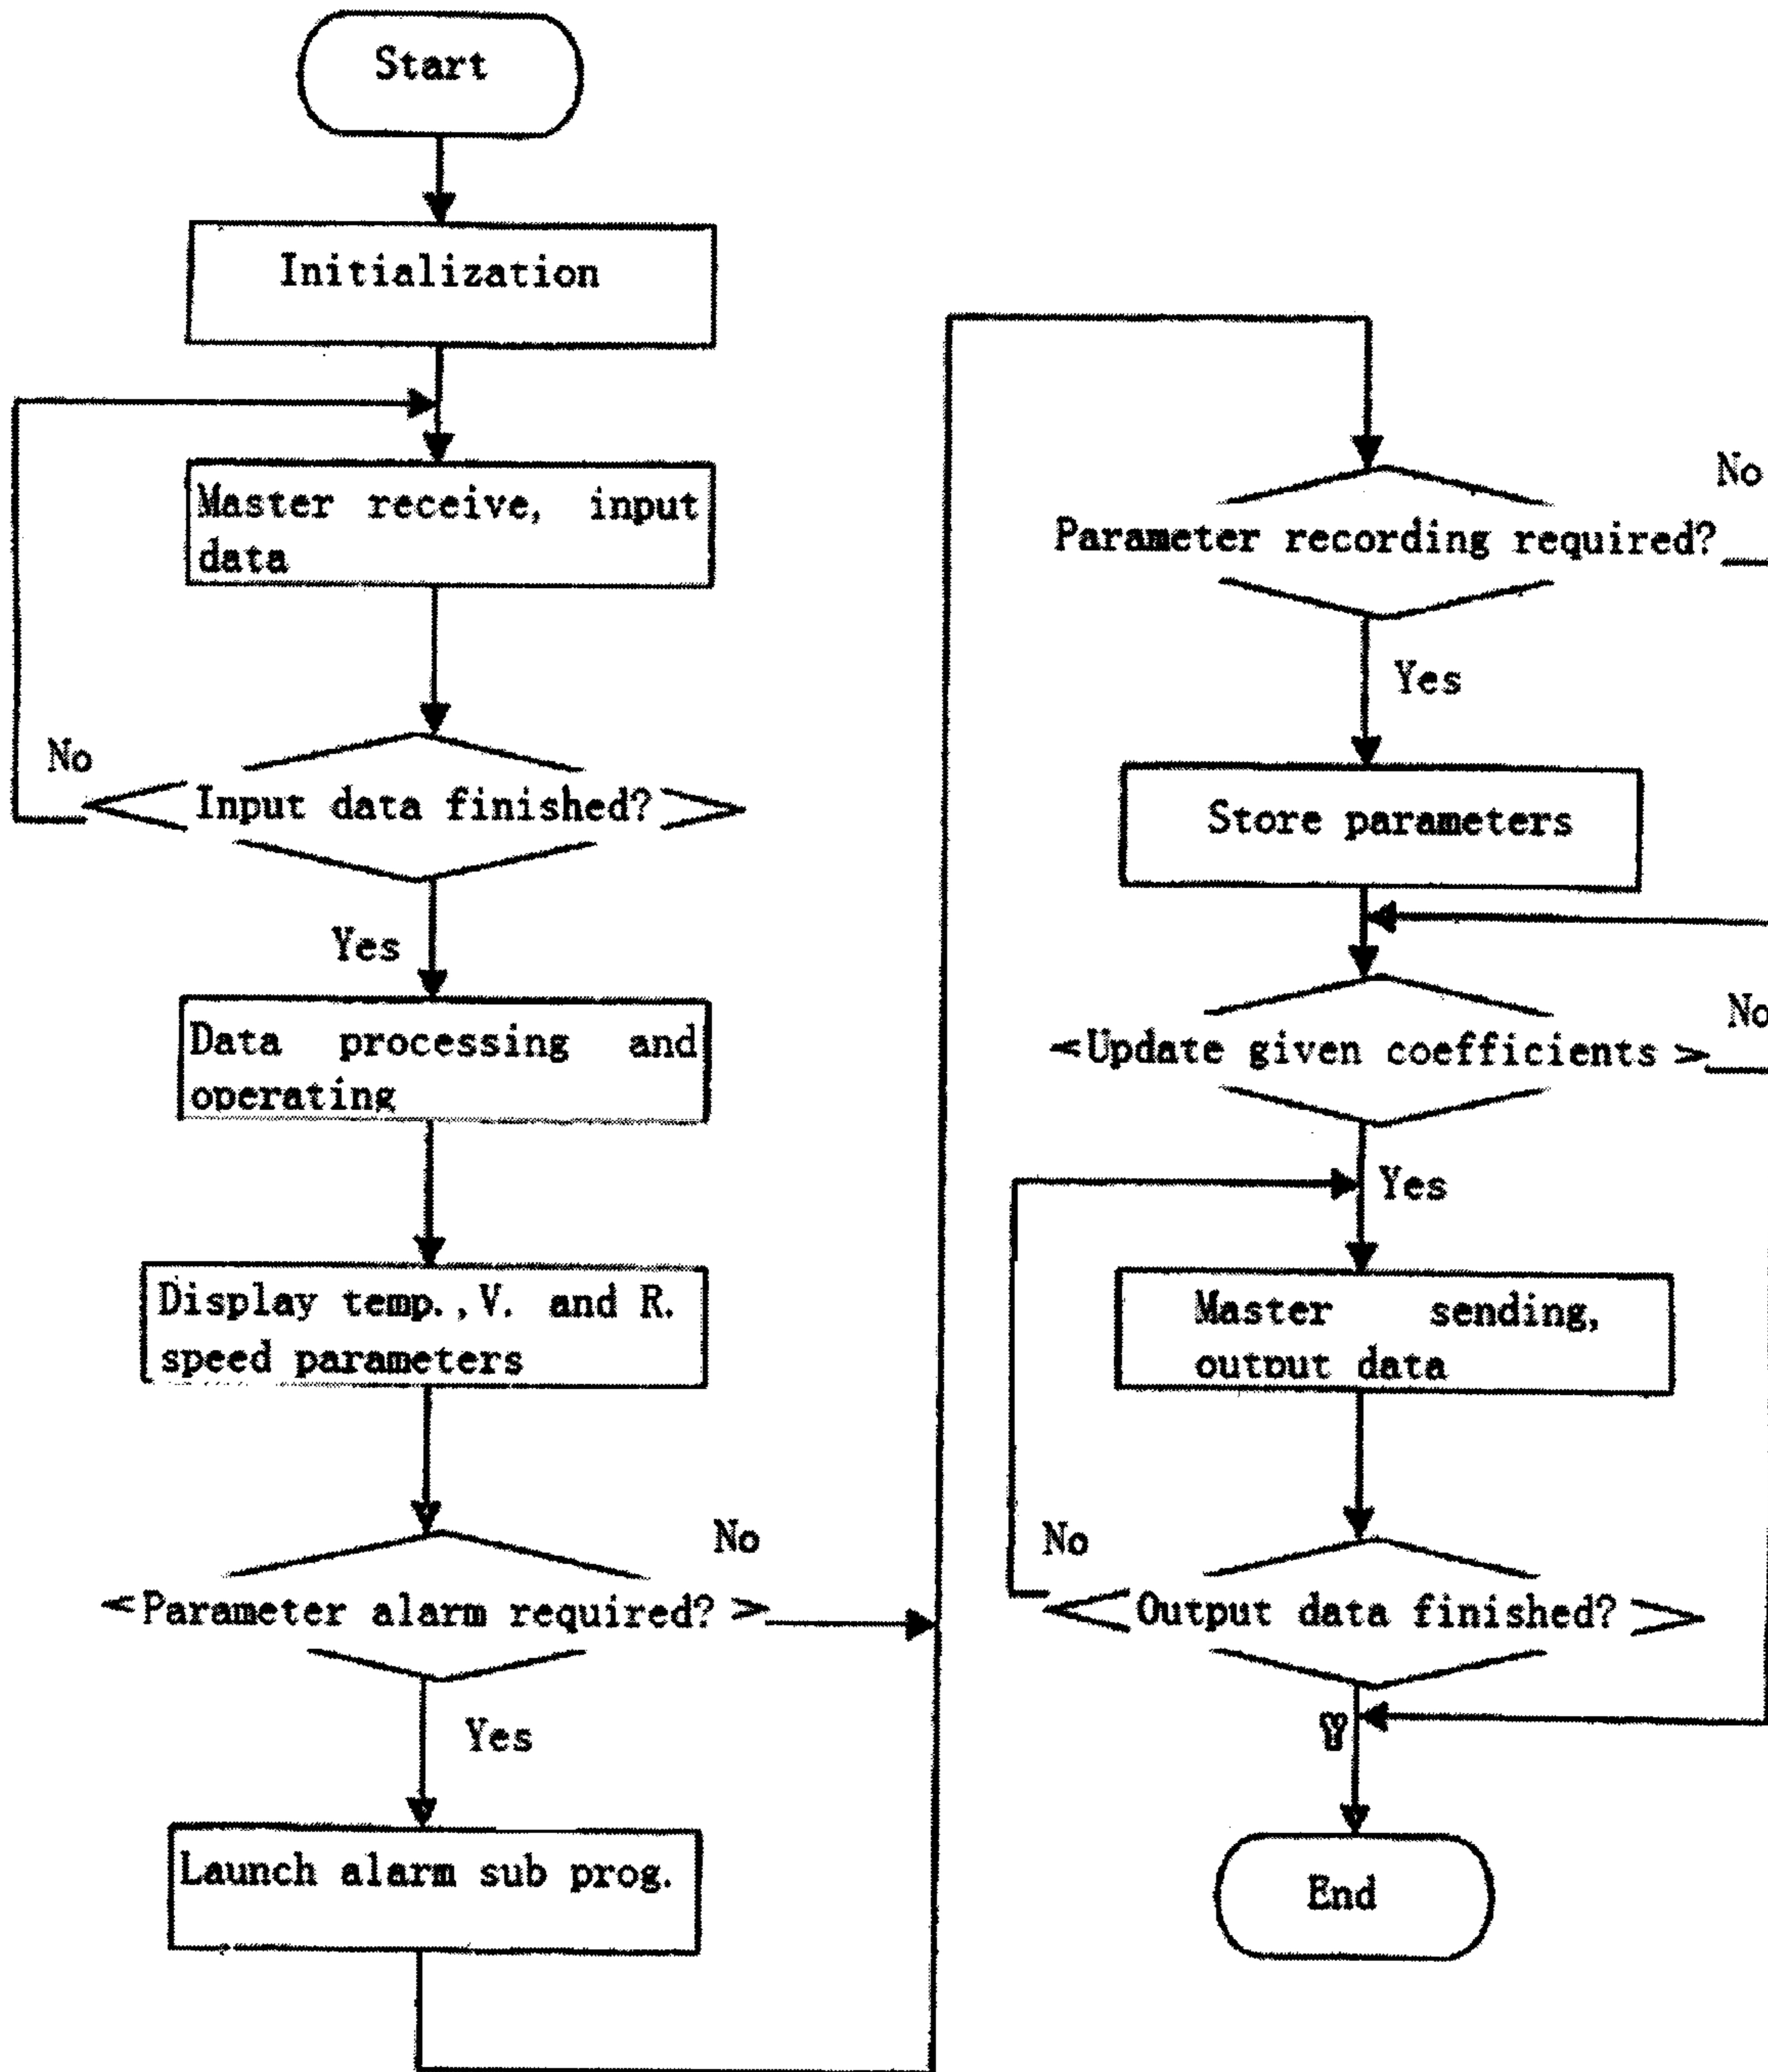 Start
Initialization
Master receive, input
data
No
Input data finished?
Yes
Data processing and
operating
Display temp., V. and R.
speed parameters
No
Parameter alarm required?
Yes
Launch alarm sub prog.
No
Parameter recording required?
Yes
Store parameters
No
Update given coefficients
Yes
Master sending,
output data
No
Output data finished?
Y
End